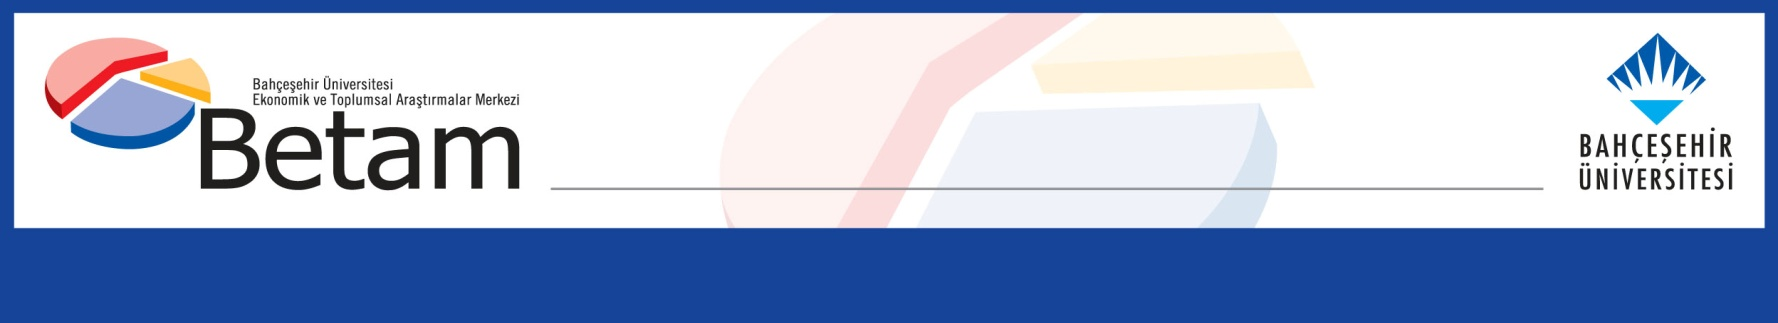 Bahçeşehir Üniversitesi
Ekonomik ve Toplumsal Araştırmalar Merkezi
Betam
BAHÇEŞEHİR
ÜNİVERSİTESİ